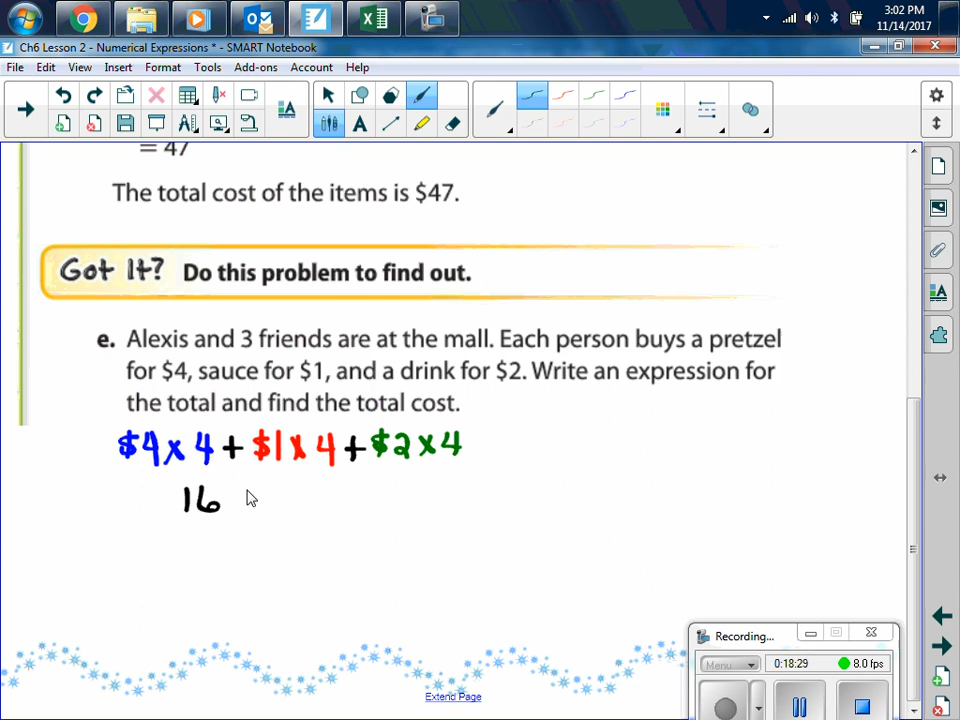 3:02 PM
11/14/2017
Ch6 Lesson 2 - Numerical Expressions * - SMART Notebook
File Edit View Insert Format Tools Add-ons Account Help
= 47
The total cost of the items is $47.
Got It? Do this problem to find out.
e. Alexis and 3 friends are at the mall. Each person buys a pretzel
for $4, sauce for $1, and a drink for $2. Write an expression for
the total and find the total cost.
$4 x 4 + $1 x 4 + $2 x 4
16
Recording...
Menu 0:18:29 8.0 fps
Extend Page